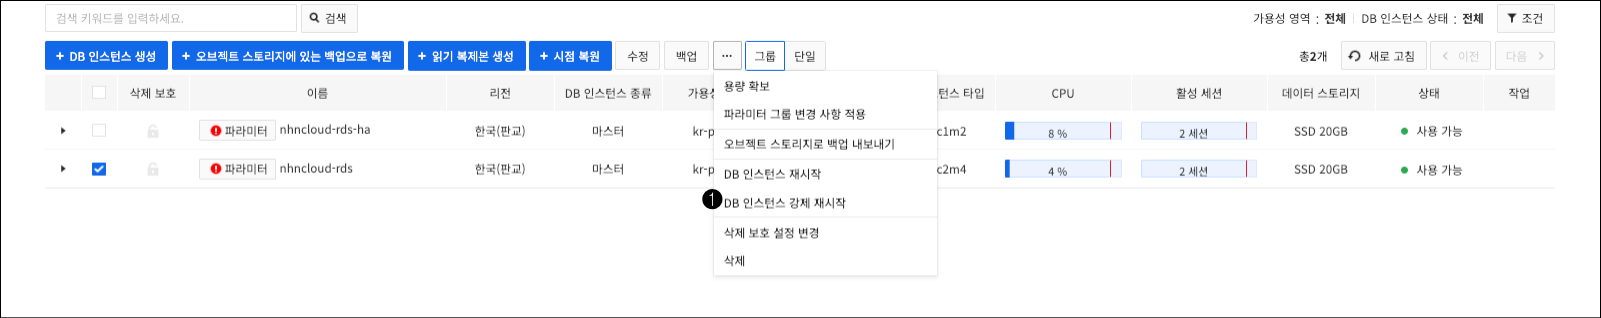 검색 키워드를 입력하세요. 검색 가용성 영역 : 전체 DB 인스턴스 상태 : 전체 조건
+ DB 인스턴스 생성 + 오브젝트 스토리지에 있는 백업으로 복원 + 읽기 복제본 생성 + 시점 복원 수정 백업 ... 그룹 단일 총2개 새로 고침 < 이전 다음 >
삭제 보호 이름 리전 DB 인스턴스 종류 가용성 턴스 타입 CPU 활성 세션 데이터 스토리지 상태 작업
파라미터 nhncloud-rds-ha 한국(판교) 마스터 kr-p c1m2 8 % 2 세션 SSD 20GB 사용 가능
파라미터 nhncloud-rds 한국(판교) 마스터 kr-p c2m4 4 % 2 세션 SSD 20GB 사용 가능
용량 확보
파라미터 그룹 변경 사항 적용
오브젝트 스토리지로 백업 내보내기
DB 인스턴스 재시작
1 DB 인스턴스 강제 재시작
삭제 보호 설정 변경
삭제